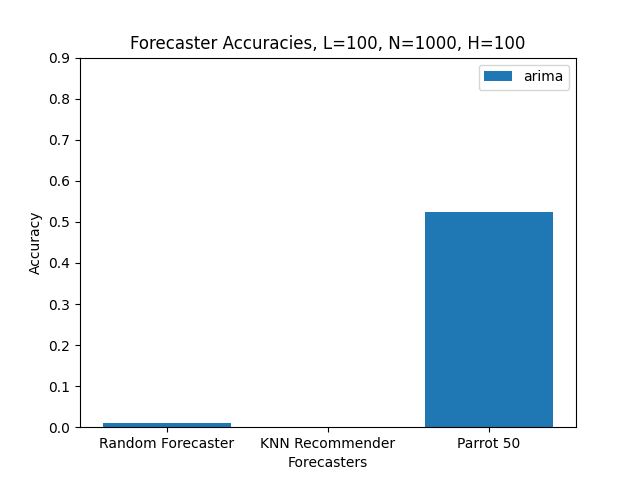 Forecaster Accuracies, L=100, N=1000, H=100
arima
0.9
0.8
0.7
0.6
0.5
0.4
0.3
0.2
0.1
0.0
Accuracy
Random Forecaster KNN Recommender Parrot 50
Forecasters